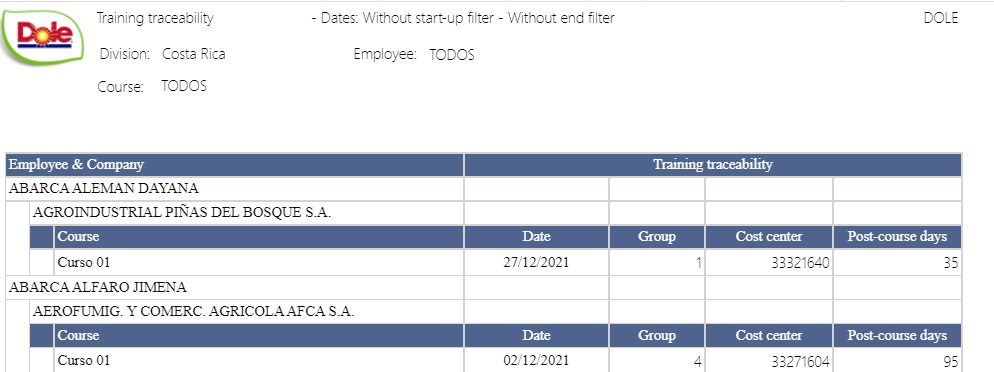 Dole
Training traceability - Dates: Without start-up filter - Without end filter DOLE
Division: Costa Rica Employee: TODOS
Course: TODOS
Employee & Company Training traceability
ABARCA ALEMAN DAYANA
AGROINDUSTRIAL PIÑAS DEL BOSQUE S.A.
Course Date Group Cost center Post-course days
Curso 01 27/12/2021 1 33321640 35
ABARCA ALFARO JIMENA
AEROFUMIG. Y COMERC. AGRICOLA AFCA S.A.
Course Date Group Cost center Post-course days
Curso 01 02/12/2021 4 33271604 95